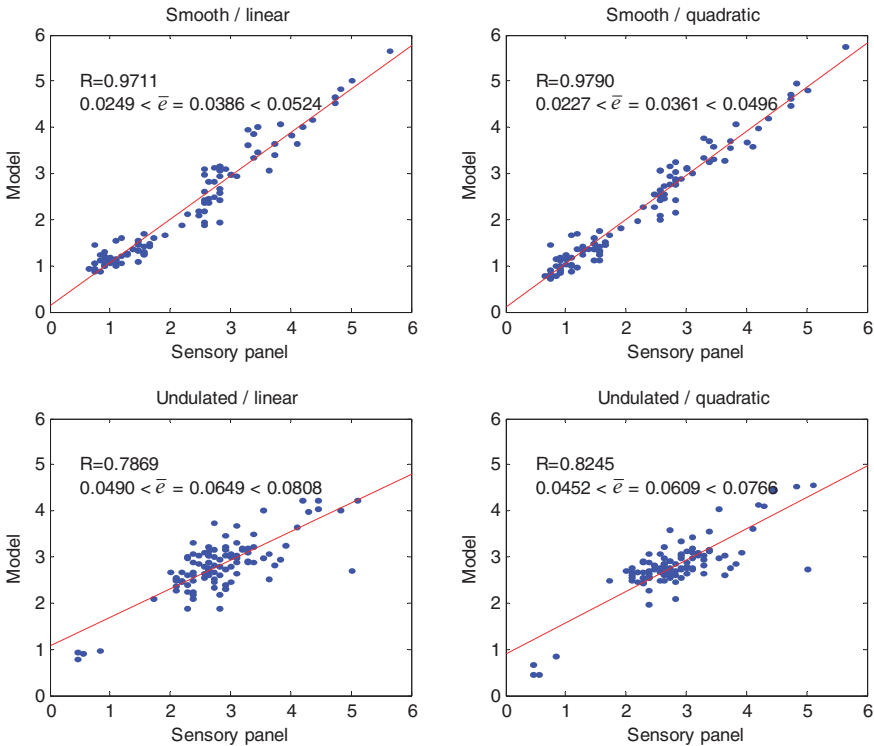 Smooth / linear
R=0.9711
0.0249 < e̅ = 0.0386 < 0.0524
6
5
4
3
2
1
0
Model
0 1 2 3 4 5 6
Sensory panel
Smooth / quadratic
R=0.9790
0.0227 < e̅ = 0.0361 < 0.0496
6
5
4
3
2
1
0
Model
0 1 2 3 4 5 6
Sensory panel
Undulated / linear
R=0.7869
0.0490 < e̅ = 0.0649 < 0.0808
6
5
4
3
2
1
0
Model
0 1 2 3 4 5 6
Sensory panel
Undulated / quadratic
R=0.8245
0.0452 < e̅ = 0.0609 < 0.0766
6
5
4
3
2
1
0
Model
0 1 2 3 4 5 6
Sensory panel